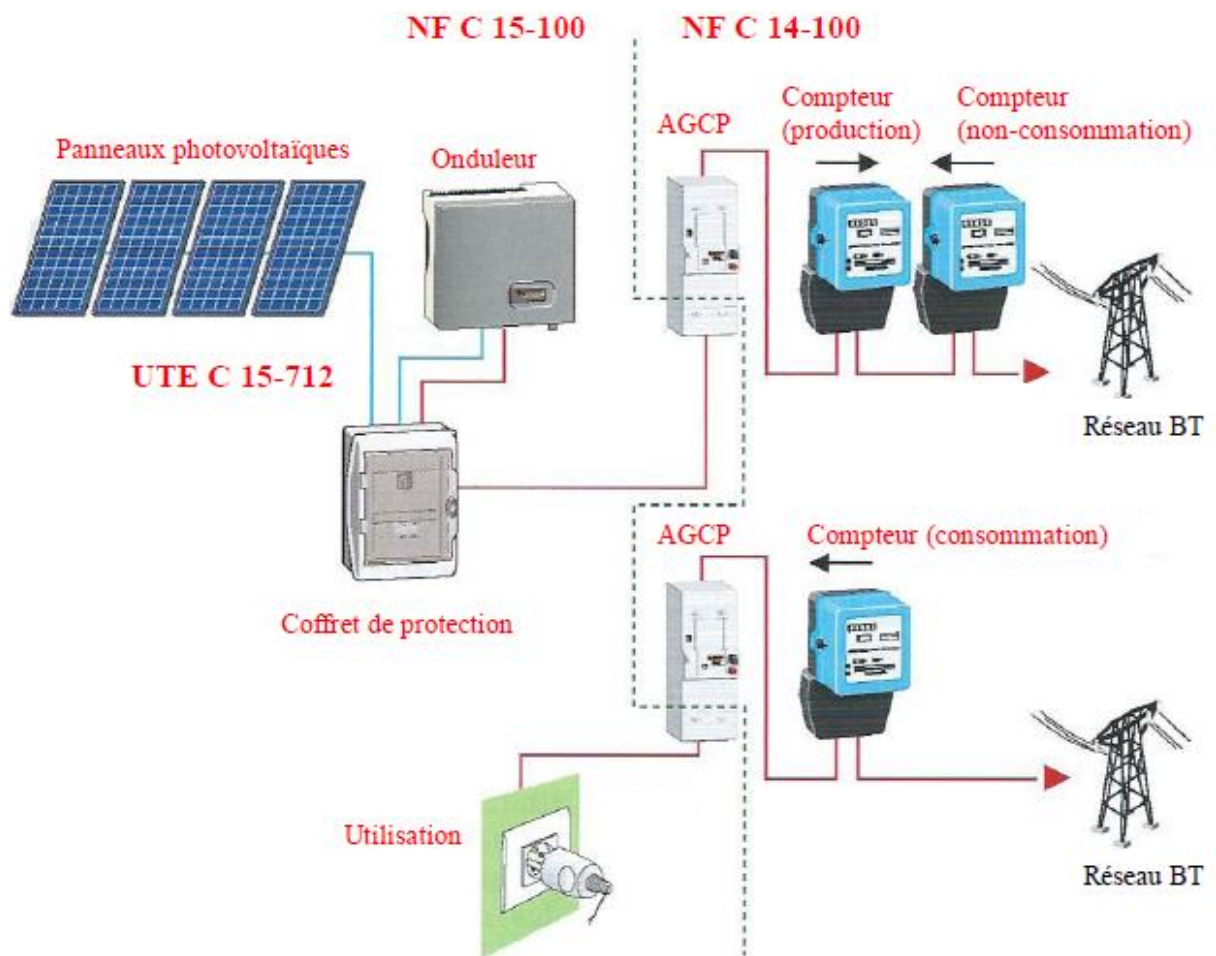 NF C 15-100
NF C 14-100
Panneaux photovoltaïques
Onduleur
AGCP
Compteur
(production)
Compteur
(non-consommation)
UTE C 15-712
Réseau BT
Coffret de protection
AGCP
Compteur (consommation)
Utilisation
Réseau BT